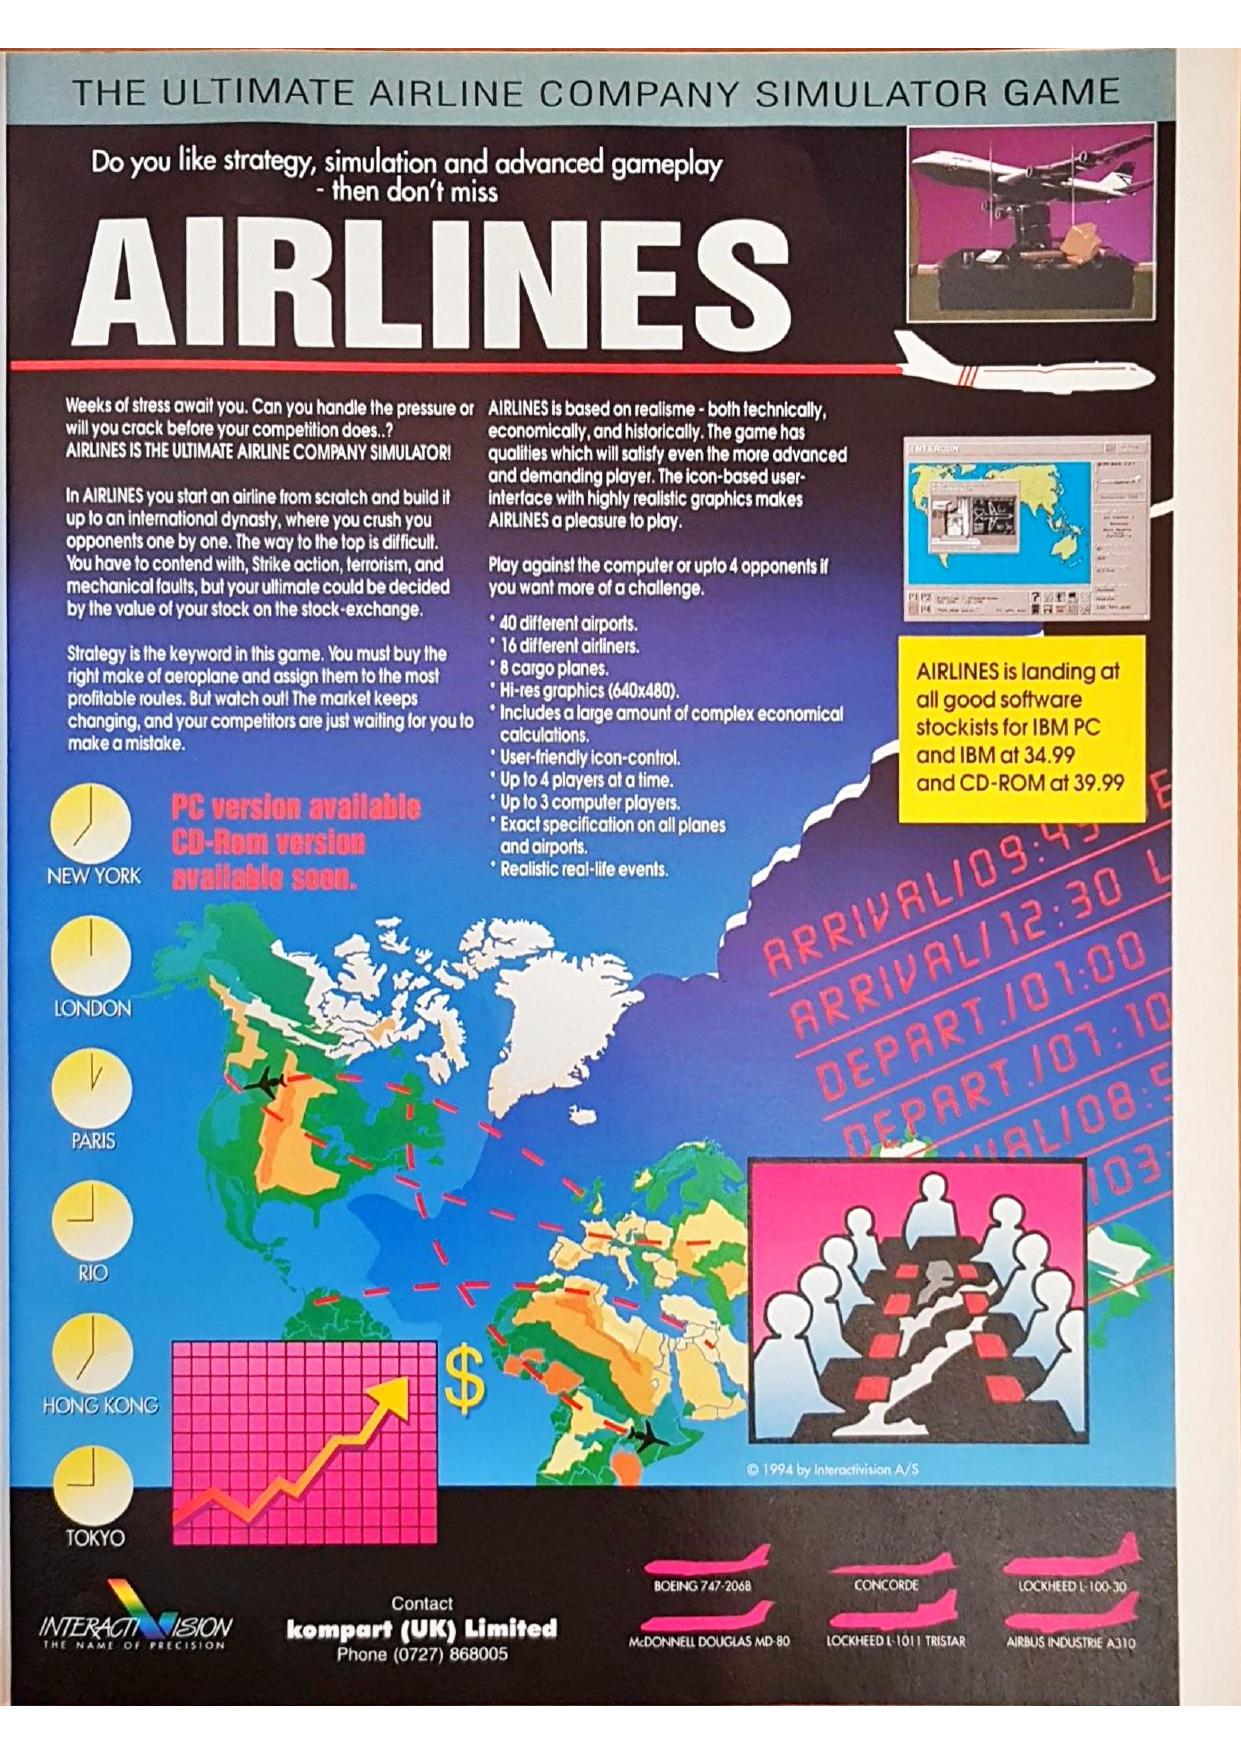 THE ULTIMATE AIRLINE COMPANY SIMULATOR GAME
Do you like strategy, simulation and advanced gameplay
- then don't miss
AIRLINES
Weeks of stress await you. Can you handle the pressure or
will you crack before your competition does..?
AIRLINES IS THE ULTIMATE AIRLINE COMPANY SIMULATOR!
In AIRLINES you start an airline from scratch and build it
up to an international dynasty, where you crush you
opponents one by one. The way to the top is difficult.
You have to contend with, Strike action, terrorism, and
mechanical faults, but your ultimate could be decided
by the value of your stock on the stock-exchange.
Strategy is the keyword in this game. You must buy the
right make of aeroplane and assign them to the most
profitable routes. But watch out! The market keeps
changing, and your competitors are just waiting for you to
make a mistake.
AIRLINES is based on realisme - both technically,
economically, and historically. The game has
qualities which will satisfy even the more advanced
and demanding player. The icon-based user-
interface with highly realistic graphics makes
AIRLINES a pleasure to play.
Play against the computer or upto 4 opponents if
you want more of a challenge.
* 40 different airports.
* 16 different airliners.
* 8 cargo planes.
* Hi-res graphics (640x480).
* Includes a large amount of complex economical
calculations.
* User-friendly icon-control.
* Up to 4 players at a time.
* Up to 3 computer players.
* Exact specification on all planes
and airports.
* Realistic real-life events.
AIRLINES is landing at
all good software
stockists for IBM PC
and IBM at 34.99
and CD-ROM at 39.99
PC version available
CD-Rom version
available soon.
NEW YORK
LONDON
PARIS
RIO
HONG KONG
TOKYO
ARRIVAL/09:45
ARRIVAL/12:30 L
DEPART./01:00
DEPART./07:10
VAL/08:5
/03:
$
© 1994 by Interactivision A/S
INTERACTIVISION
THE NAME OF PRECISION
Contact
kompart (UK) Limited
Phone (0727) 868005
BOEING 747-206B
CONCORDE
LOCKHEED L-100-30
McDONNELL DOUGLAS MD-80
LOCKHEED L-1011 TRISTAR
AIRBUS INDUSTRIE A310